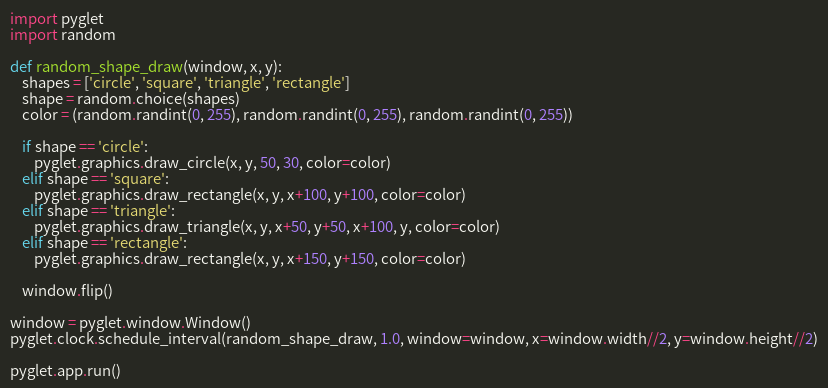 import pyglet
import random
def random_shape_draw(window, x, y):
shapes = ['circle', 'square', 'triangle', 'rectangle']
shape = random.choice(shapes)
color = (random.randint(0, 255), random.randint(0, 255), random.randint(0, 255))
if shape == 'circle':
pyglet.graphics.draw_circle(x, y, 50, 30, color=color)
elif shape == 'square':
pyglet.graphics.draw_rectangle(x, y, x+100, y+100, color=color)
elif shape == 'triangle':
pyglet.graphics.draw_triangle(x, y, x+50, y+50, x+100, y, color=color)
elif shape == 'rectangle':
pyglet.graphics.draw_rectangle(x, y, x+150, y+150, color=color)
window.flip()
window = pyglet.window.Window()
pyglet.clock.schedule_interval(random_shape_draw, 1.0, window=window, x=window.width//2, y=window.height//2)
pyglet.app.run()